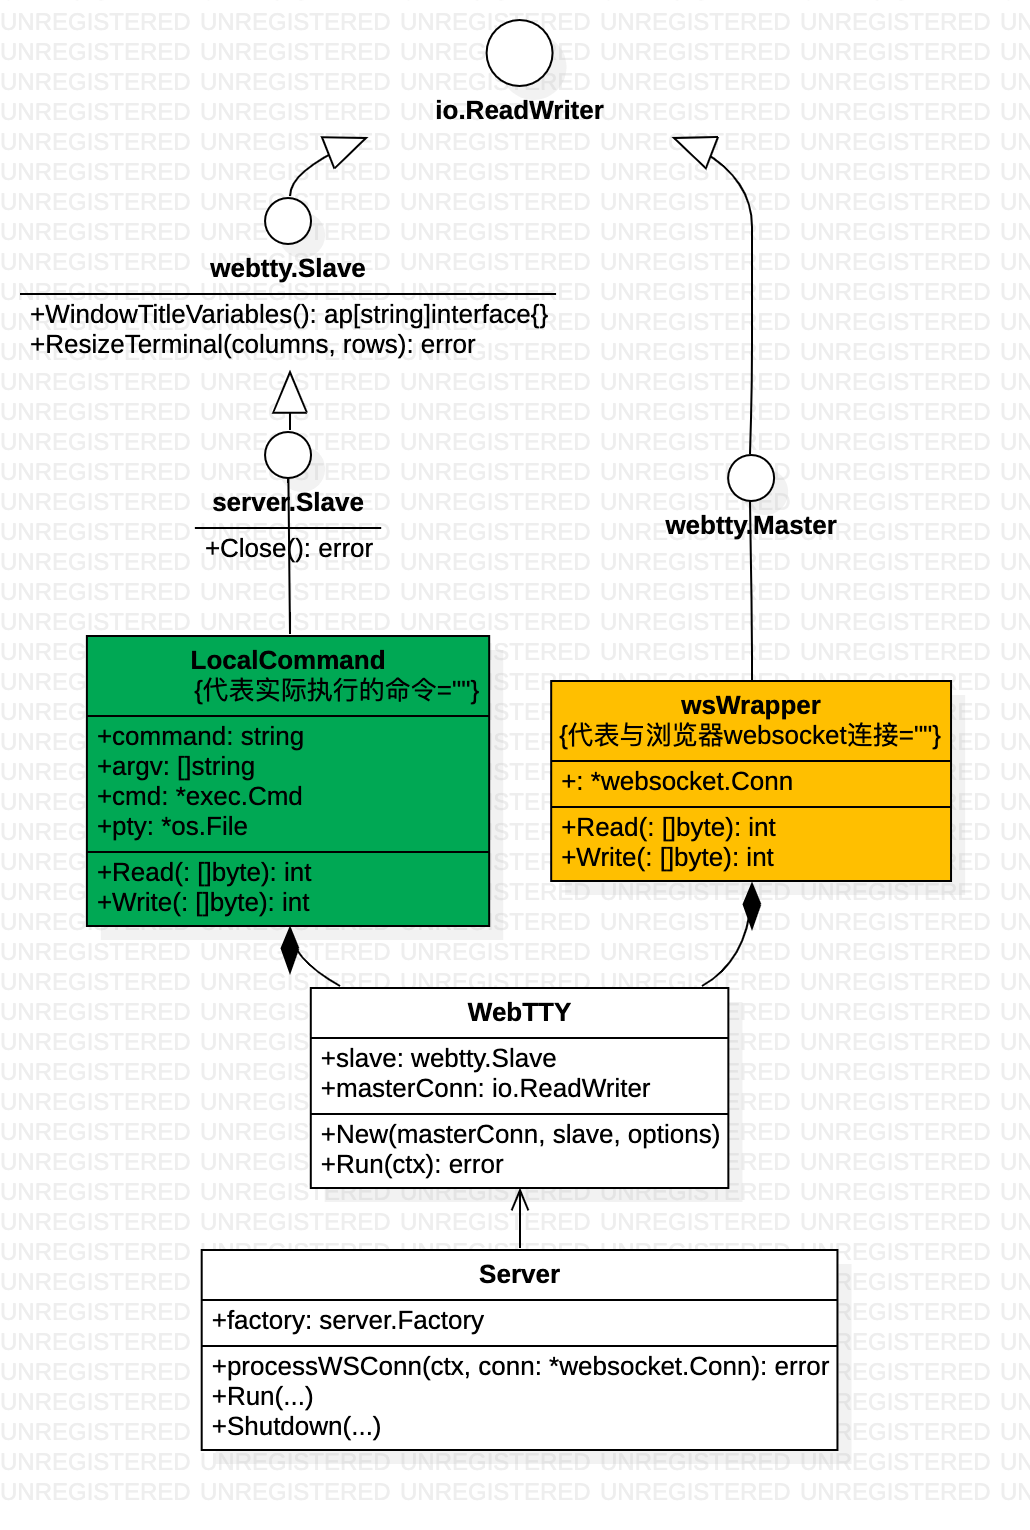 io.ReadWriter
webtty.Slave
+WindowTitleVariables(): ap[string]interface{}
+ResizeTerminal(columns, rows): error
server.Slave
+Close(): error
webtty.Master
LocalCommand
{代表实际执行的命令=""}
+command: string
+argv: []string
+cmd: *exec.Cmd
+pty: *os.File
+Read(: []byte): int
+Write(: []byte): int
wsWrapper
{代表与浏览器websocket连接=""}
+: *websocket.Conn
+Read(: []byte): int
+Write(: []byte): int
WebTTY
+slave: webtty.Slave
+masterConn: io.ReadWriter
+New(masterConn, slave, options)
+Run(ctx): error
Server
+factory: server.Factory
+processWSConn(ctx, conn: *websocket.Conn): error
+Run(...)
+Shutdown(...)
UNREGISTERED